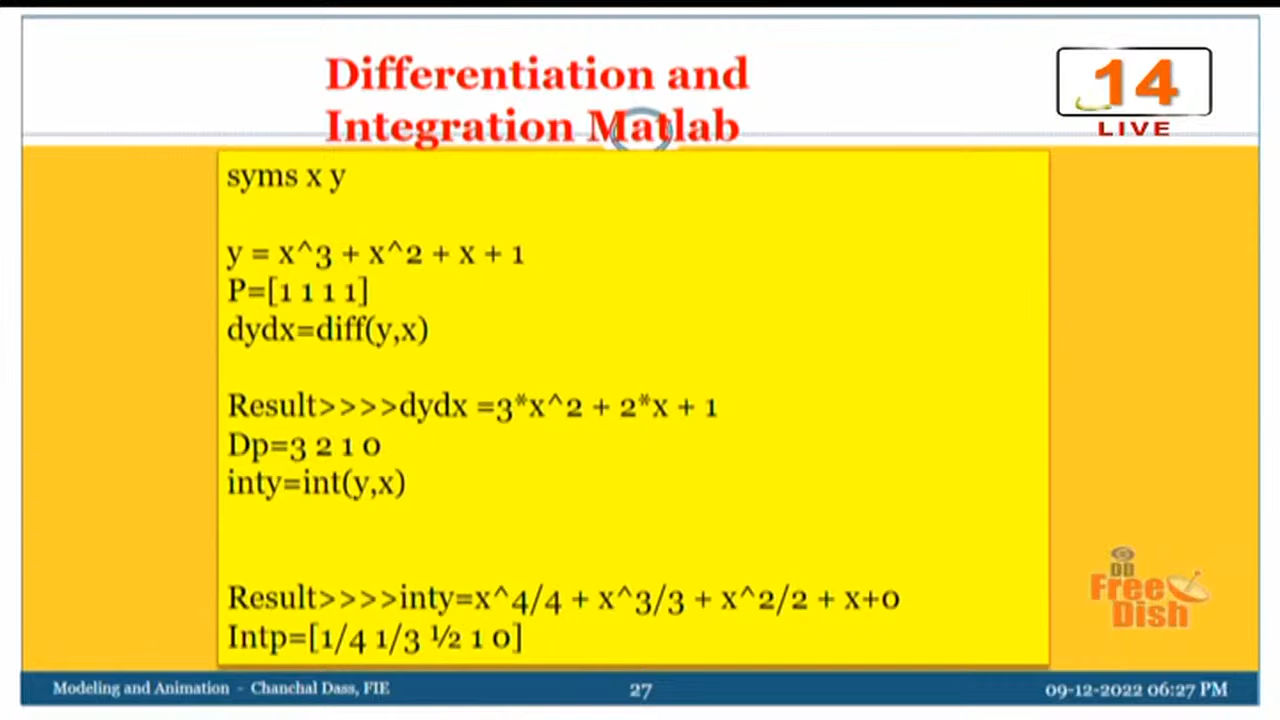 Differentiation and
Integration Matlab
14
LIVE
syms x y
y = x^3 + x^2 + x + 1
P=[1 1 1 1]
dydx=diff(y,x)
Result>>>>dydx =3*x^2 + 2*x + 1
Dp=3 2 1 0
inty=int(y,x)
Result>>>>inty=x^4/4 + x^3/3 + x^2/2 + x+0
Intp=[1/4 1/3 ½ 1 0]
DD
Free
Dish
Modeling and Animation - Chanchal Dass, FIE
27
09-12-2022 06:27 PM